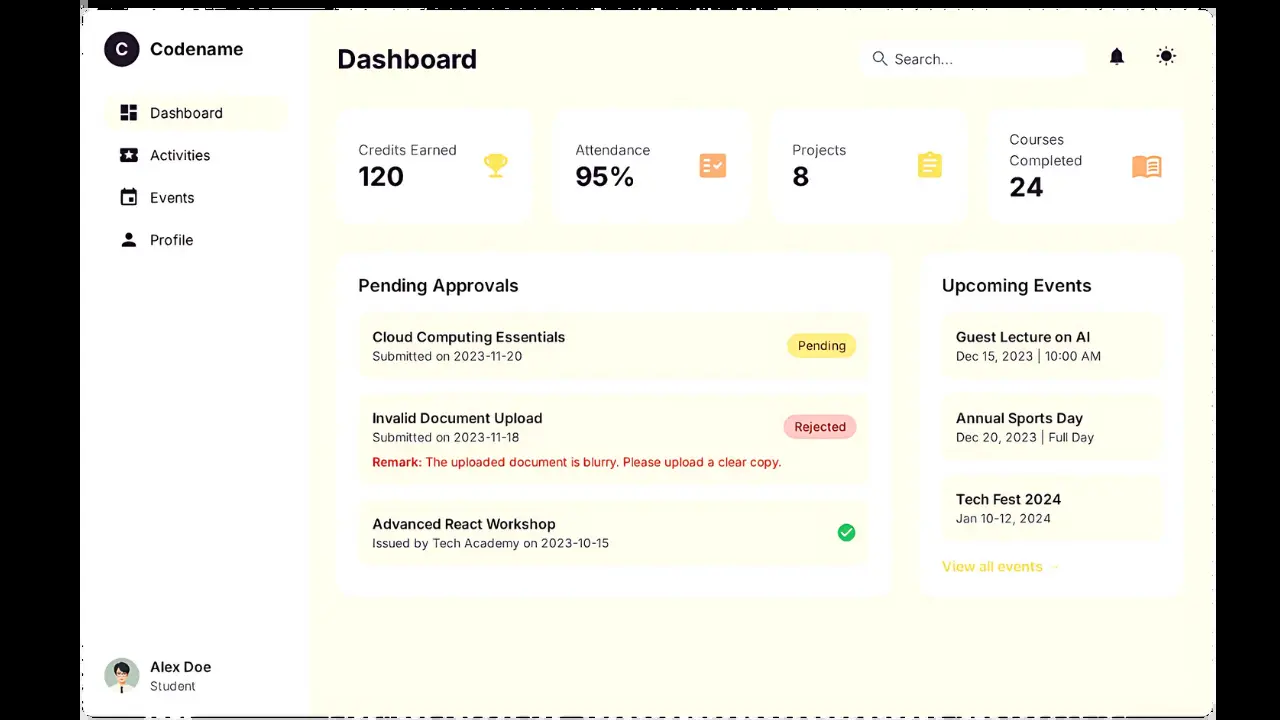 C Codename
Dashboard
Activities
Events
Profile
Alex Doe
Student
Dashboard
Search...
Credits Earned
120
Attendance
95%
Projects
8
Courses
Completed
24
Pending Approvals
Cloud Computing Essentials
Submitted on 2023-11-20
Pending
Invalid Document Upload
Submitted on 2023-11-18
Rejected
Remark: The uploaded document is blurry. Please upload a clear copy.
Advanced React Workshop
Issued by Tech Academy on 2023-10-15
Upcoming Events
Guest Lecture on AI
Dec 15, 2023 | 10:00 AM
Annual Sports Day
Dec 20, 2023 | Full Day
Tech Fest 2024
Jan 10-12, 2024
View all events →